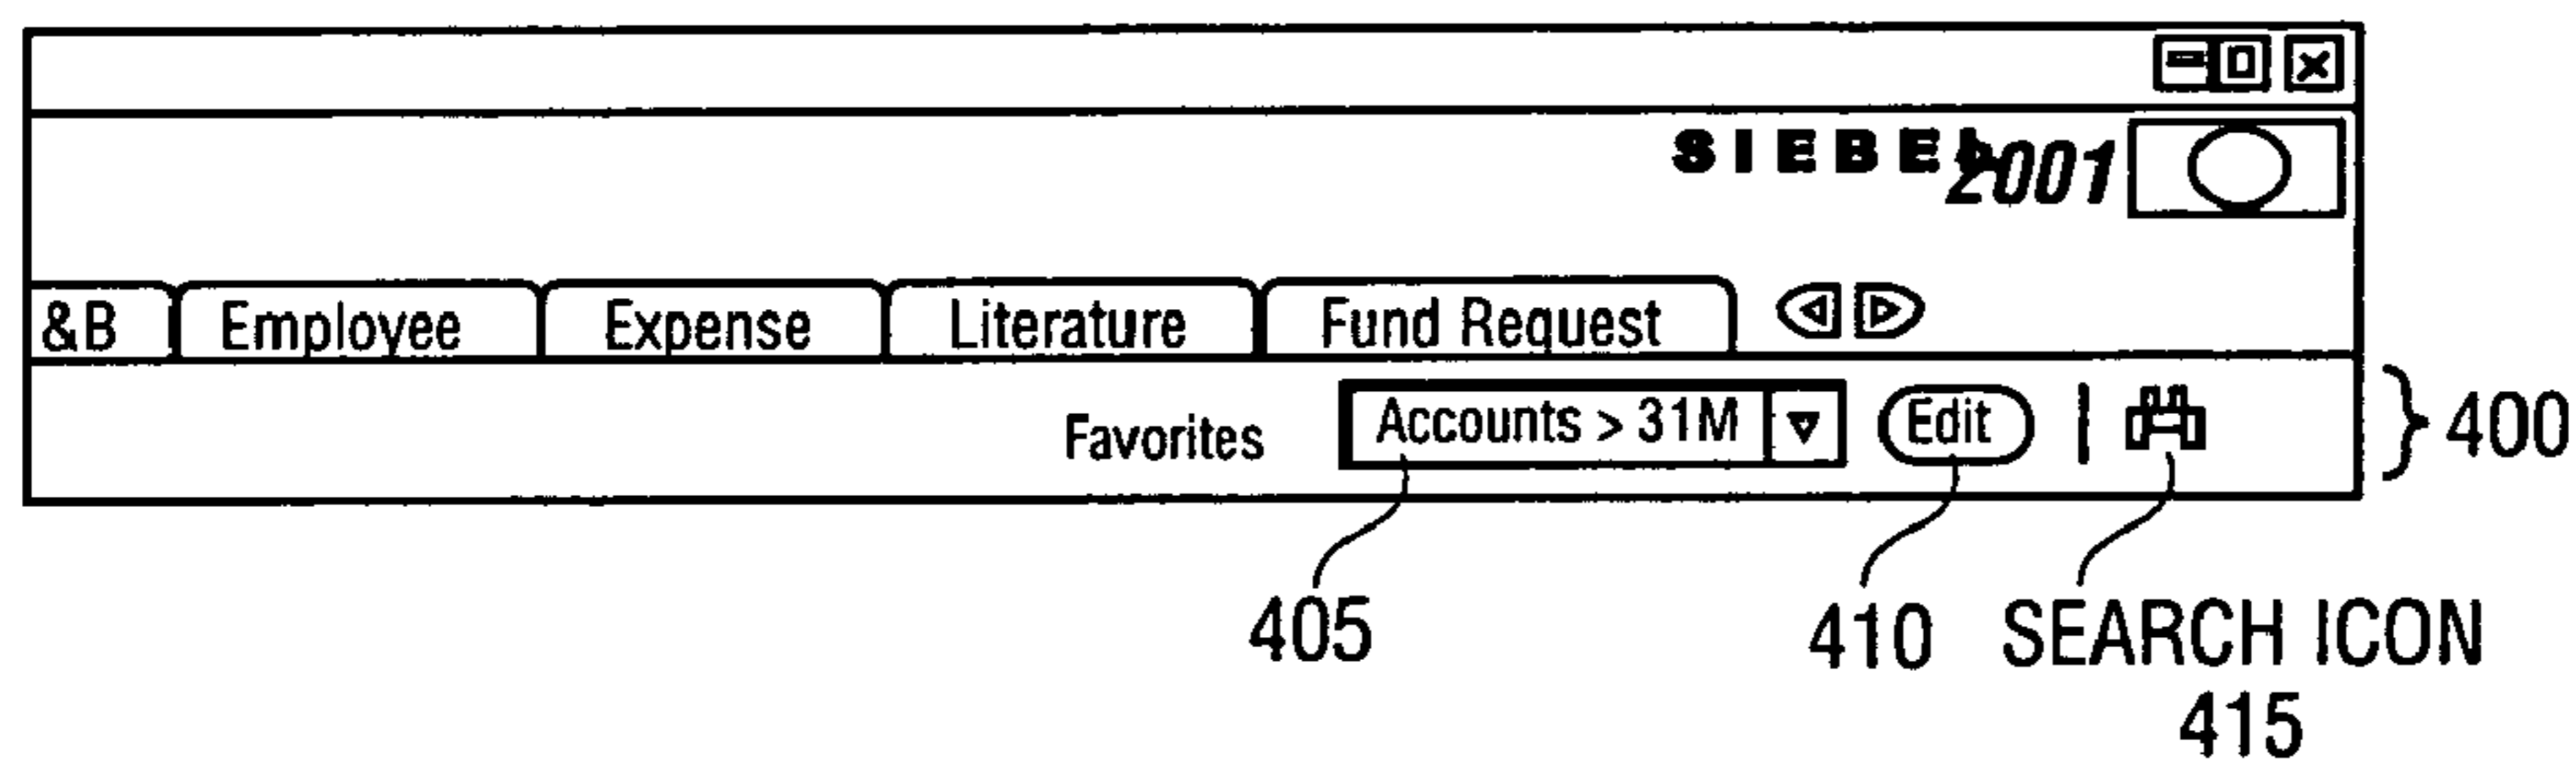 SIEBEL 2001
&B Employee Expense Literature Fund Request
Favorites Accounts > 31M Edit 400
405 410 SEARCH ICON
415